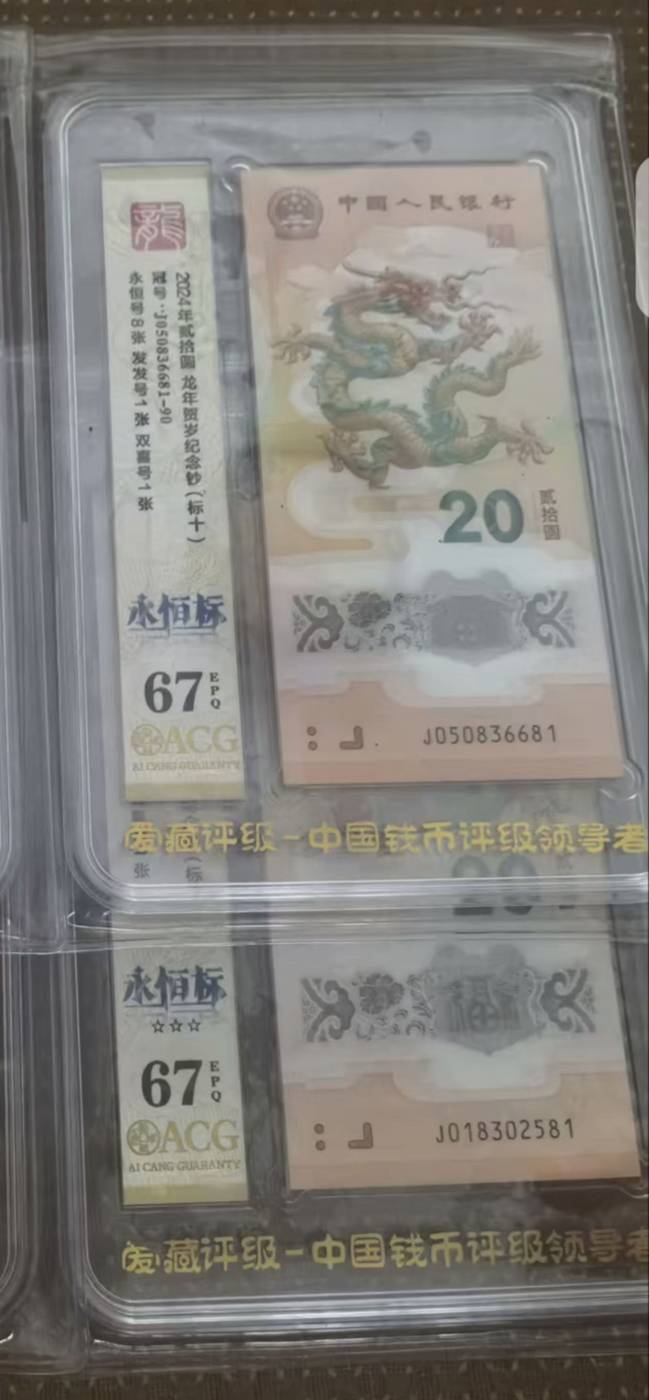 龍
2024年贰拾圆 龙年贺岁纪念钞(标十)
冠号:J050836681-90
永恒号8张 发发号1张 双喜号1张
永恒标
67 EPQ
ACG
AI CANG GUARANTY
中国人民银行
20 贰拾圆
J050836681
爱藏评级-中国钱币评级领导者
张
标
20
永恒标
☆☆☆
67 EPQ
ACG
AI CANG GUARANTY
J018302581
爱藏评级-中国钱币评级领导者